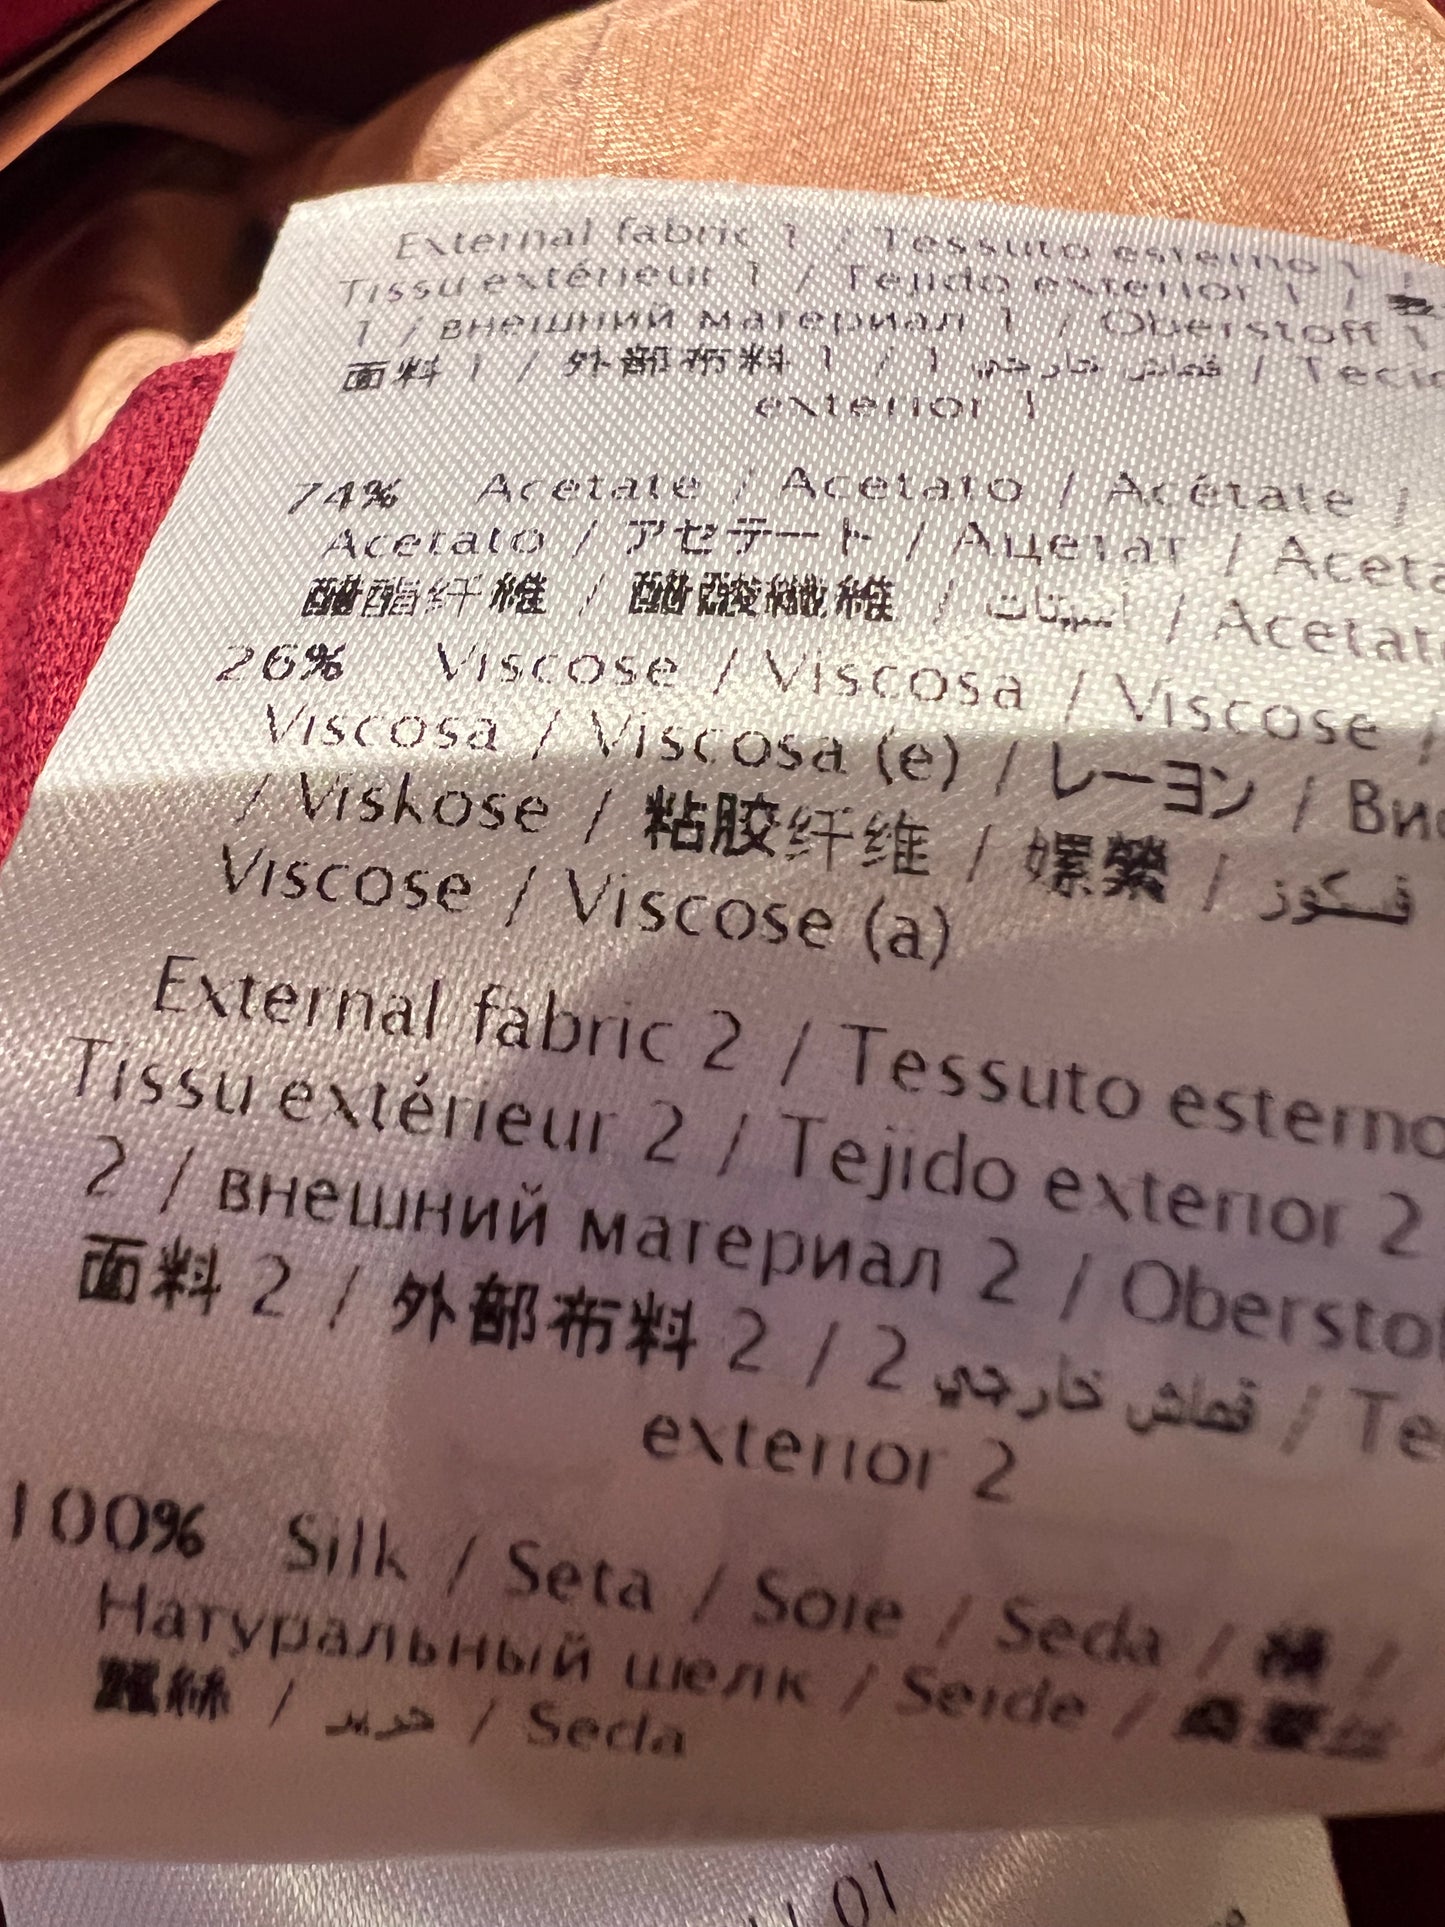 External fabric 1 / Tessuto esterno 1 /
Tissu extérieur 1 / Tejido exterior 1 /
1 / внешний материал 1 / Oberstoff 1
面料 1 / 外部布料 1 / 1 قماش خارجي /
exterior 1
74% Acetate / Acetato / Acétate /
Acetato / アセテート / Ацетат /
醋酯纤维 / 醋酸纖維 / أسيتات /
26% Viscose / Viscosa / Viscose /
Viscosa / Viscosa (e) / レーヨン /
/ Viskose / 粘胶纤维 / 嫘縈 / فسكوز
Viscose / Viscose (a)
External fabric 2 / Tessuto esterno
Tissu extérieur 2 / Tejido exterior 2
2 / внешний материал 2 /
面料 2 / 外部布料 2 / 2 قماش خارجي /
exterior 2
100% Silk / Seta / Soie / Seda / 絹 /
Натуральный шелк / Seide / 桑蚕丝
蠶絲 / حرير / Seda